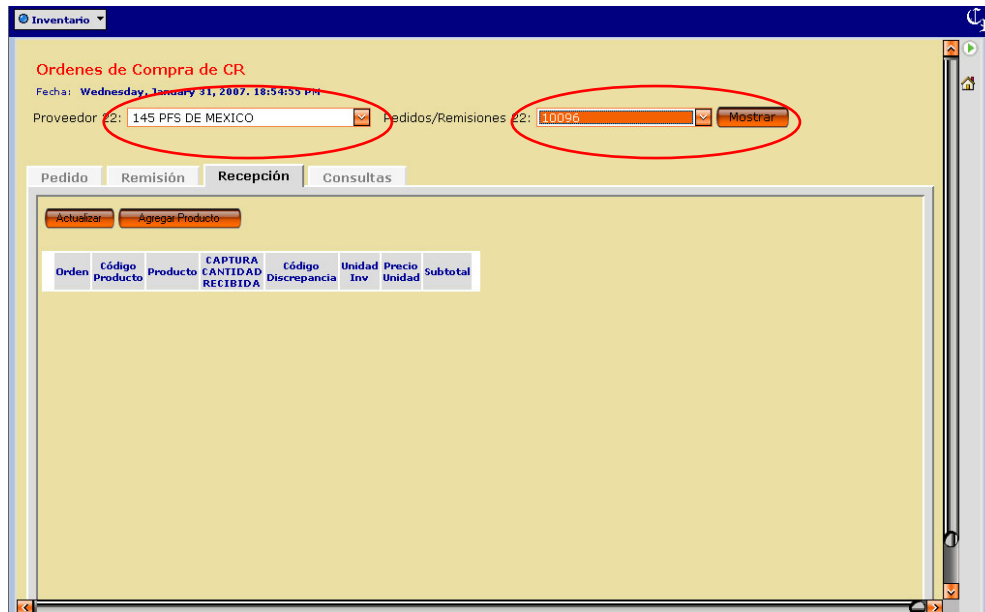 Inventario
Ordenes de Compra de CR
Fecha: Wednesday, January 31, 2007. 18:54:55 PM
Proveedor 22: 145 PFS DE MEXICO Pedidos/Remisiones 22: 10096 Mostrar
Pedido Remisión Recepción Consultas
Actualizar Agregar Producto
Orden Código Producto Producto CAPTURA CANTIDAD RECIBIDA Código Discrepancia Unidad Inv Precio Unidad Subtotal